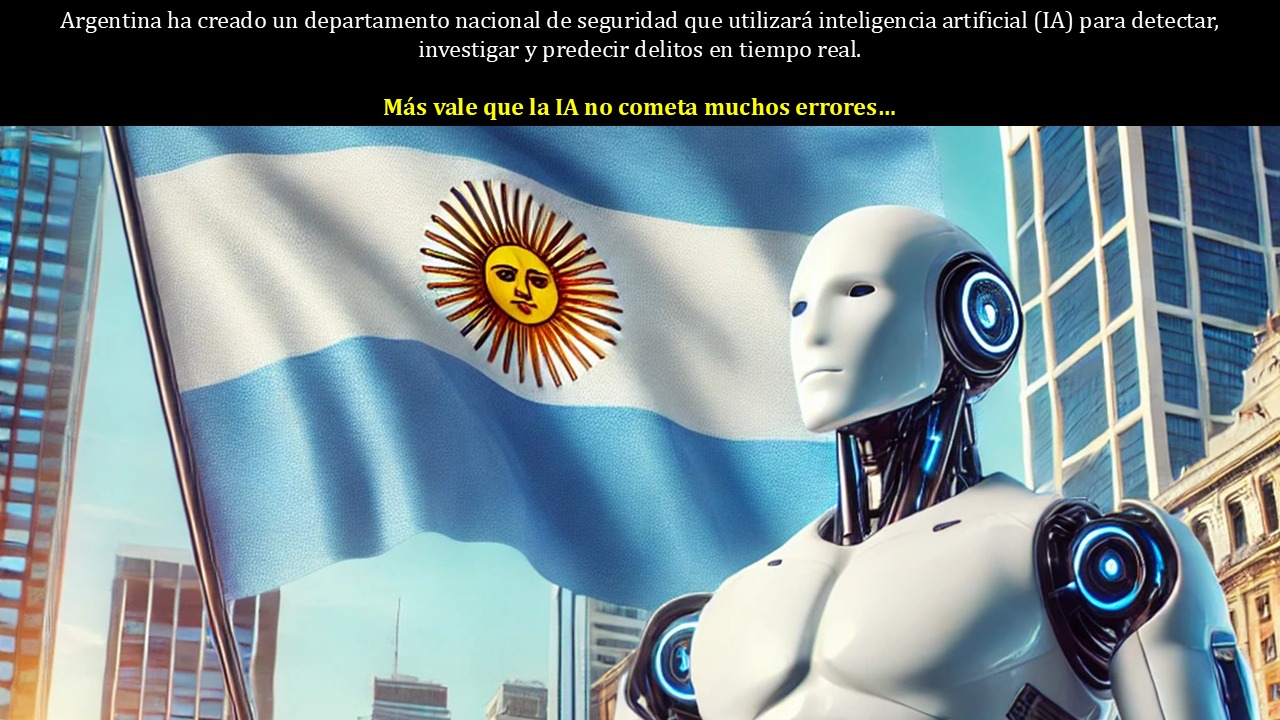 Argentina ha creado un departamento nacional de seguridad que utilizará inteligencia artificial (IA) para detectar,
investigar y predecir delitos en tiempo real.
Más vale que la IA no cometa muchos errores…